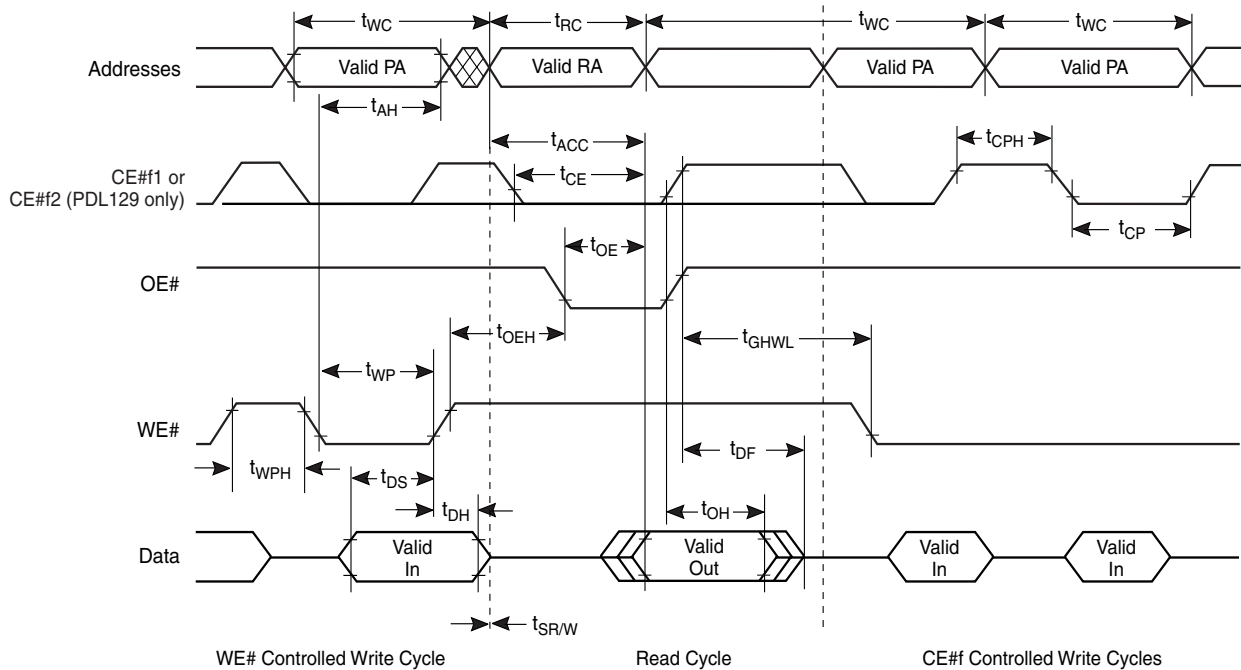 tWC
tRC
tWC
tWC
Addresses
Valid PA
Valid RA
Valid PA
Valid PA
tAH
tACC
tCPH
CE#f1 or
CE#f2 (PDL129 only)
tCE
tCP
tOE
OE#
tOEH
tGHWL
tWP
WE#
tWPH
tDS
tDF
tDH
tOH
Data
Valid
In
Valid
Out
Valid
In
Valid
In
tSR/W
WE# Controlled Write Cycle
Read Cycle
CE#f Controlled Write Cycles